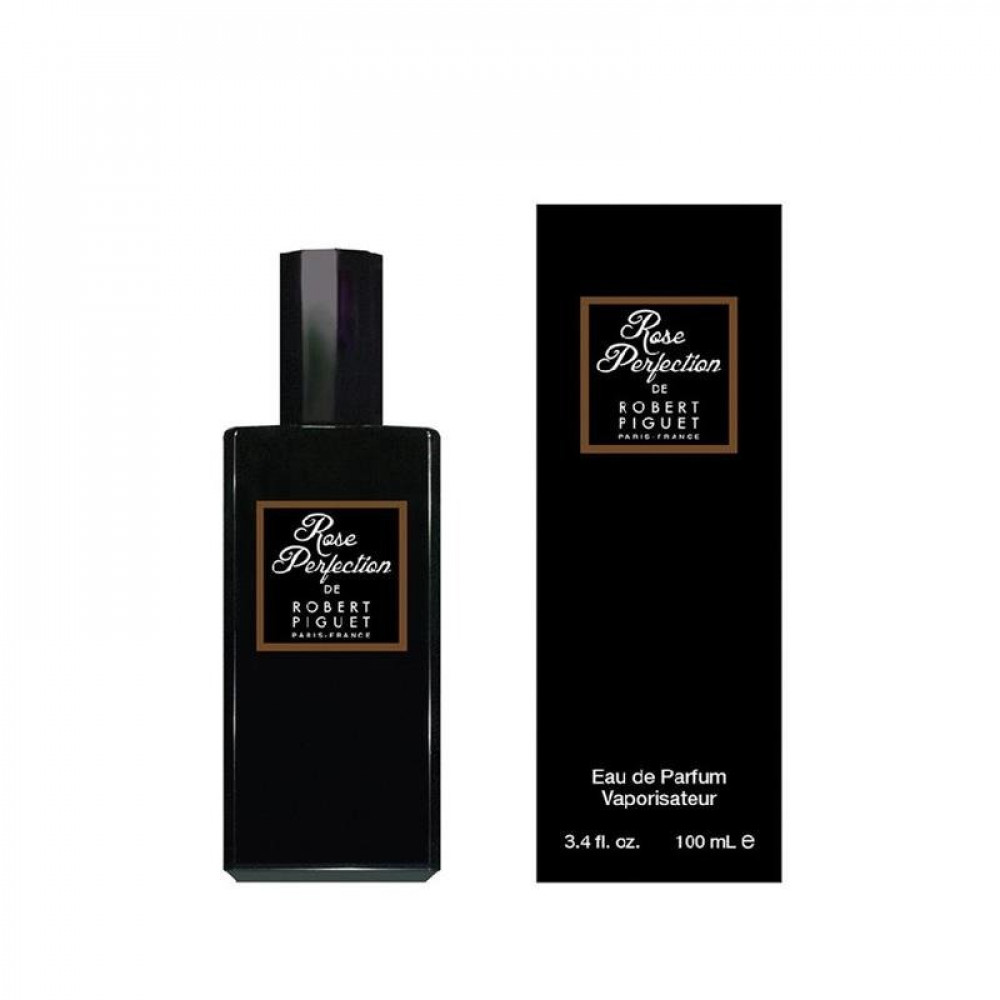 Rose
Perfection
DE
ROBERT
PIGUET
PARIS-FRANCE
Rose
Perfection
DE
ROBERT
PIGUET
PARIS-FRANCE
Eau de Parfum
Vaporisateur
3.4 fl. oz. 100 mL e